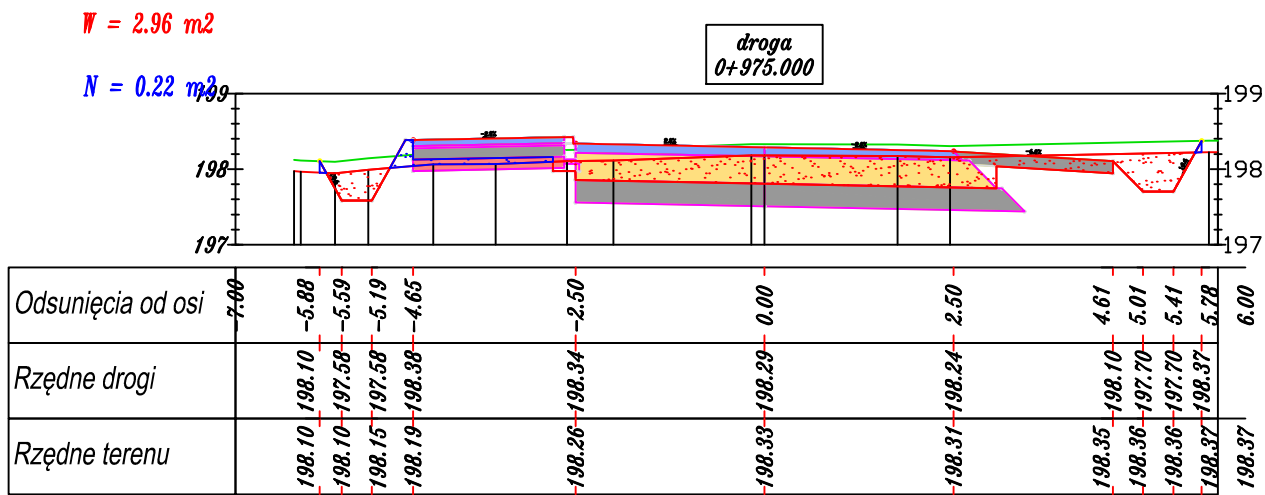 W = 2.96 m2
droga
0+975.000
N = 0.22 m2
199 199
198 198
197 197
Odsunięcia od osi -7.00 -5.88 -5.59 -5.19 -4.65 -2.50 0.00 2.50 4.61 5.01 5.41 5.78 6.00
Rzędne drogi 198.10 197.58 197.58 198.38 198.34 198.29 198.24 198.10 197.70 197.70 198.37
Rzędne terenu 198.10 198.10 198.15 198.19 198.26 198.33 198.31 198.35 198.36 198.36 198.37 198.37